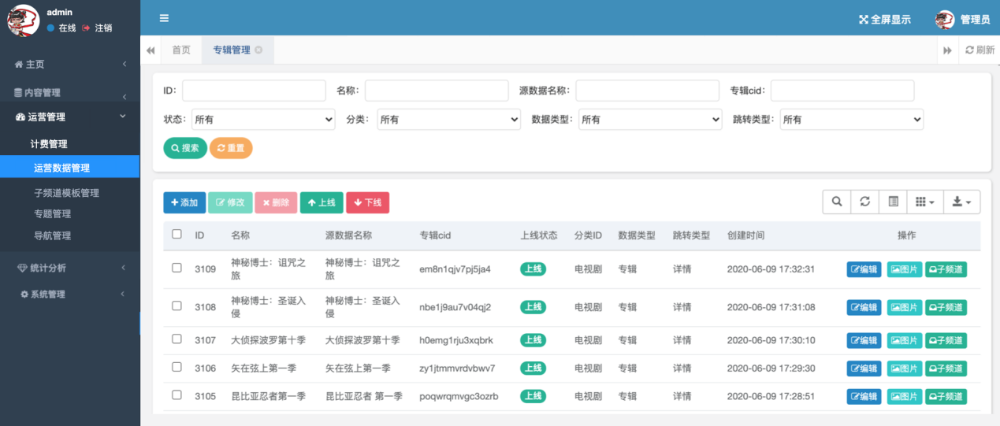 admin
在线 注销
全屏显示 管理员
首页 专辑管理 刷新
主页
内容管理
运营管理
计费管理
运营数据管理
子频道模板管理
专题管理
导航管理
统计分析
系统管理
ID: 名称: 源数据名称: 专辑cid:
状态: 所有 分类: 所有 数据类型: 所有 跳转类型: 所有
搜索 重置
添加 修改 删除 上线 下线
ID 名称 源数据名称 专辑cid 上线状态 分类ID 数据类型 跳转类型 创建时间 操作
3109 神秘博士：诅咒之旅 神秘博士：诅咒之旅 em8n1qjv7pj5ja4 上线 电视剧 专辑 详情 2020-06-09 17:32:31 编辑 图片 子频道
3108 神秘博士：圣诞入侵 神秘博士：圣诞入侵 nbe1j9au7v04qj2 上线 电视剧 专辑 详情 2020-06-09 17:31:08 编辑 图片 子频道
3107 大侦探波罗第十季 大侦探波罗第十季 h0emg1rju3xqbrk 上线 电视剧 专辑 详情 2020-06-09 17:30:10 编辑 图片 子频道
3106 矢在弦上第一季 矢在弦上第一季 zy1jtmmvrdvbwv7 上线 电视剧 专辑 详情 2020-06-09 17:29:30 编辑 图片 子频道
3105 昆比亚忍者第一季 昆比亚忍者 第一季 poqwrqmvgc3ozrb 上线 电视剧 专辑 详情 2020-06-09 17:28:51 编辑 图片 子频道